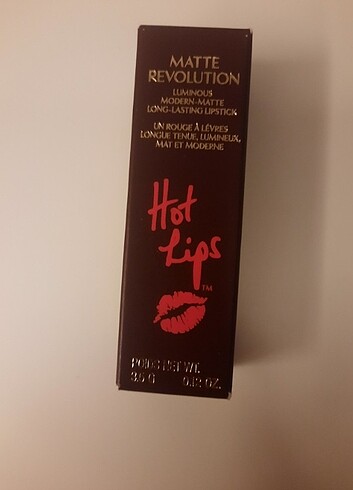 MATTE
REVOLUTION
LUMINOUS
MODERN-MATTE
LONG-LASTING LIPSTICK
UN ROUGE À LÈVRES
LONGUE TENUE, LUMINEUX,
MAT ET MODERNE
Hot
Lips
TM
POIDS NET WT.
3.5 G 0.12 OZ.